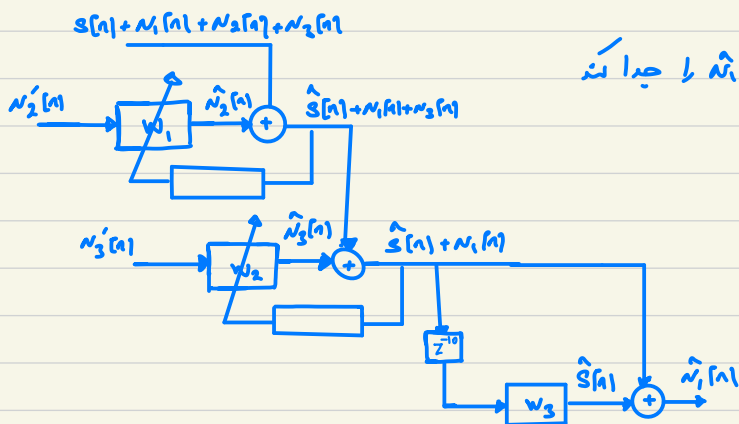 S[n] + N₁[n] + N₂[n] + N₃[n]
N̂₁ را جدا کند
N₂'[n]
W₁
N̂₂[n]
+
Ŝ[n] + N₁[n] + N₃[n]
N₃'[n]
W₂
N̂₃[n]
+
Ŝ[n] + N₁[n]
z⁻¹⁰
W₃
Ŝ[n]
+
N̂₁[n]